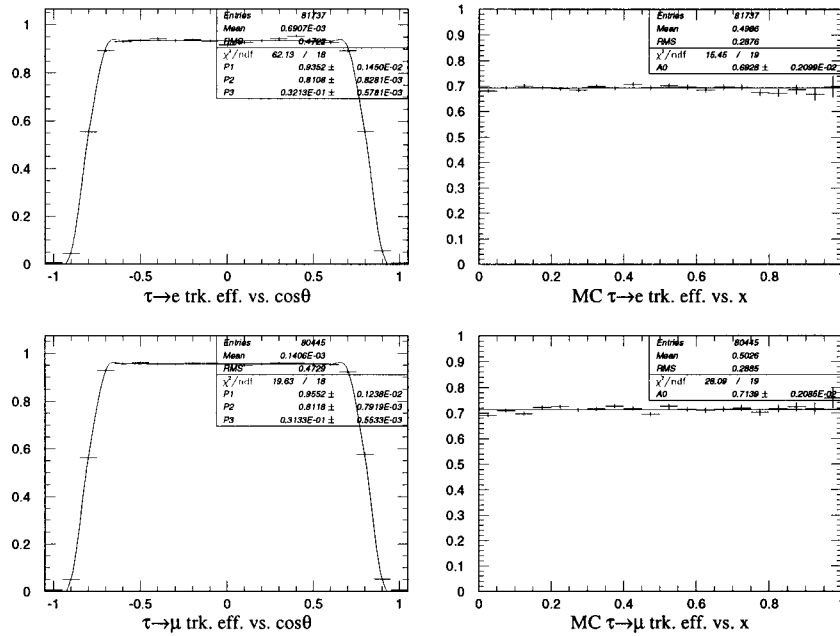 Entries 81737
Mean 0.6907E-03
RMS 0.4722
χ²/ndf 62.13 / 18
P1 0.9352 ± 0.1450E-02
P2 0.8108 ± 0.8281E-03
P3 0.3213E-01 ± 0.5781E-03
1
0.8
0.6
0.4
0.2
0
-1 -0.5 0 0.5 1
τ→e trk. eff. vs. cosθ
Entries 81737
Mean 0.4986
RMS 0.2876
χ²/ndf 15.45 / 19
A0 0.6928 ± 0.2099E-02
1
0.9
0.8
0.7
0.6
0.5
0.4
0.3
0.2
0.1
0
0 0.2 0.4 0.6 0.8 1
MC τ→e trk. eff. vs. x
Entries 80445
Mean 0.1406E-03
RMS 0.4729
χ²/ndf 19.63 / 18
P1 0.9552 ± 0.1238E-02
P2 0.8118 ± 0.7919E-03
P3 0.3133E-01 ± 0.5533E-03
1
0.8
0.6
0.4
0.2
0
-1 -0.5 0 0.5 1
τ→μ trk. eff. vs. cosθ
Entries 80445
Mean 0.5026
RMS 0.2885
χ²/ndf 26.09 / 19
A0 0.7139 ± 0.2085E-02
1
0.9
0.8
0.7
0.6
0.5
0.4
0.3
0.2
0.1
0
0 0.2 0.4 0.6 0.8 1
MC τ→μ trk. eff. vs. x